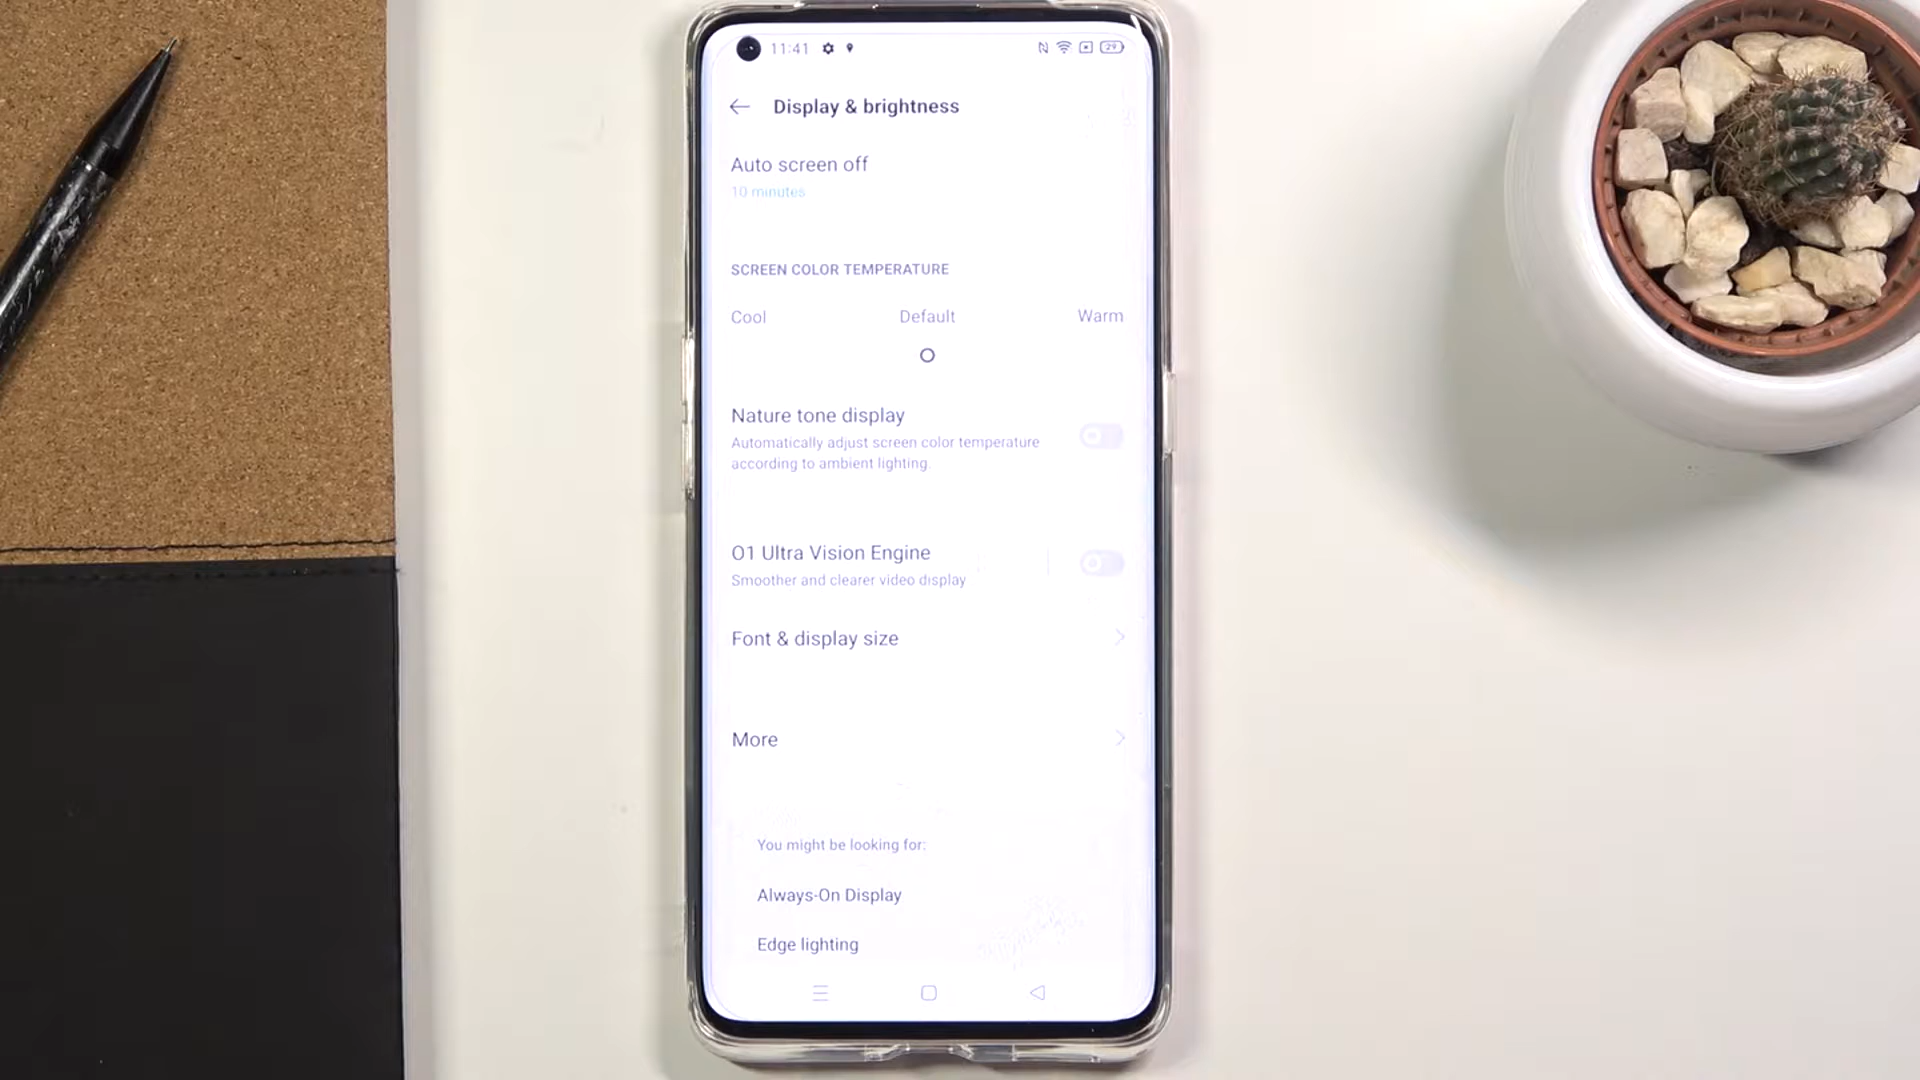 11:41
29
Display & brightness
Auto screen off
10 minutes
SCREEN COLOR TEMPERATURE
Cool Default Warm
Nature tone display
Automatically adjust screen color temperature
according to ambient lighting.
O1 Ultra Vision Engine
Smoother and clearer video display
Font & display size
More
You might be looking for:
Always-On Display
Edge lighting